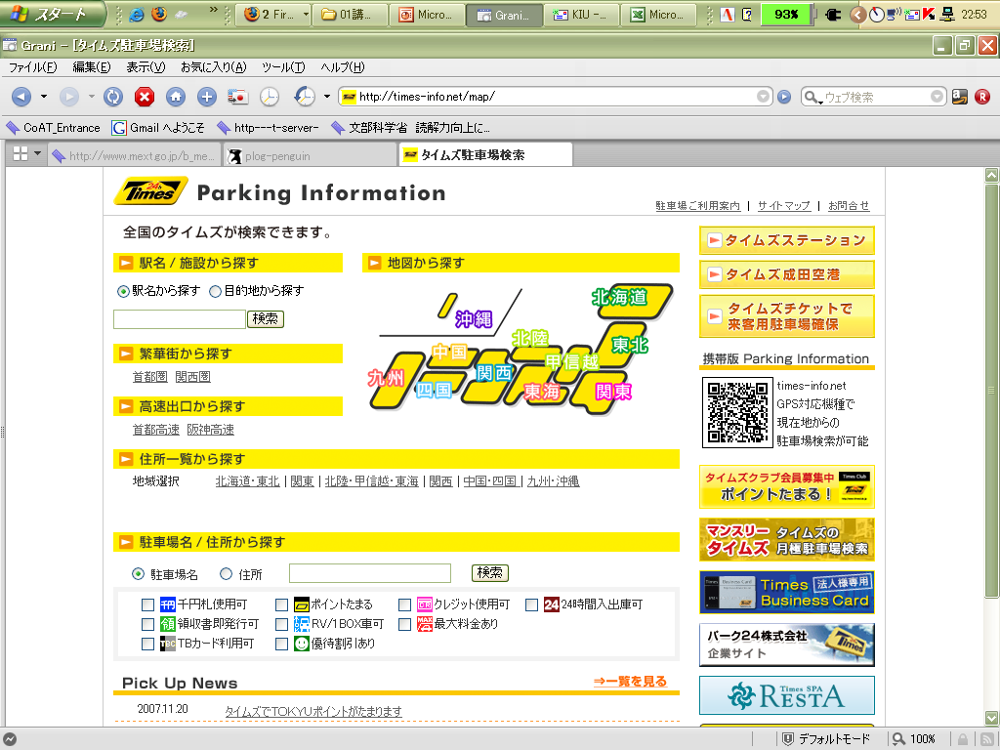 スタート
2 Fir...
01講...
Micro...
Grani...
KIU -...
Micro...
93%
22:53
Grani - [タイムズ駐車場検索]
ファイル(F) 編集(E) 表示(V) お気に入り(A) ツール(T) ヘルプ(H)
http://times-info.net/map/
ウェブ検索
CoAT_Entrance
Gmail へようこそ
http---t-server-
文部科学省 読解力向上に...
http://www.mext.go.jp/b_me...
plog-penguin
タイムズ駐車場検索
24h Times Parking Information
駐車場ご利用案内 | サイトマップ | お問合せ
全国のタイムズが検索できます。
駅名 / 施設から探す
駅名から探す 目的地から探す
検索
繁華街から探す
首都圏 関西圏
高速出口から探す
首都高速 阪神高速
地図から探す
北海道
沖縄
東北
北陸
中国
甲信越
関西
九州
四国
東海
関東
住所一覧から探す
地域選択 北海道・東北 | 関東 | 北陸・甲信越・東海 | 関西 | 中国・四国 | 九州・沖縄
駐車場名 / 住所から探す
駐車場名 住所 検索
千円札使用可 ポイントたまる クレジット使用可 24 24時間入出庫可
領 領収書即発行可 RV/1BOX車可 MAX 最大料金あり
TBC TBカード利用可 優待割引あり
Pick Up News
⇒一覧を見る
2007.11.20 タイムズでTOKYUポイントがたまります
タイムズステーション
タイムズ成田空港
タイムズチケットで
来客用駐車場確保
携帯版 Parking Information
times-info.net
GPS対応機種で
現在地からの
駐車場検索が可能
タイムズクラブ会員募集中
ポイントたまる!
Times Club
マンスリー
タイムズ
タイムズの
月極駐車場検索
Times 法人様専用
Business Card
パーク24株式会社
企業サイト
Times
Times SPA
RESTA
デフォルトモード
100%